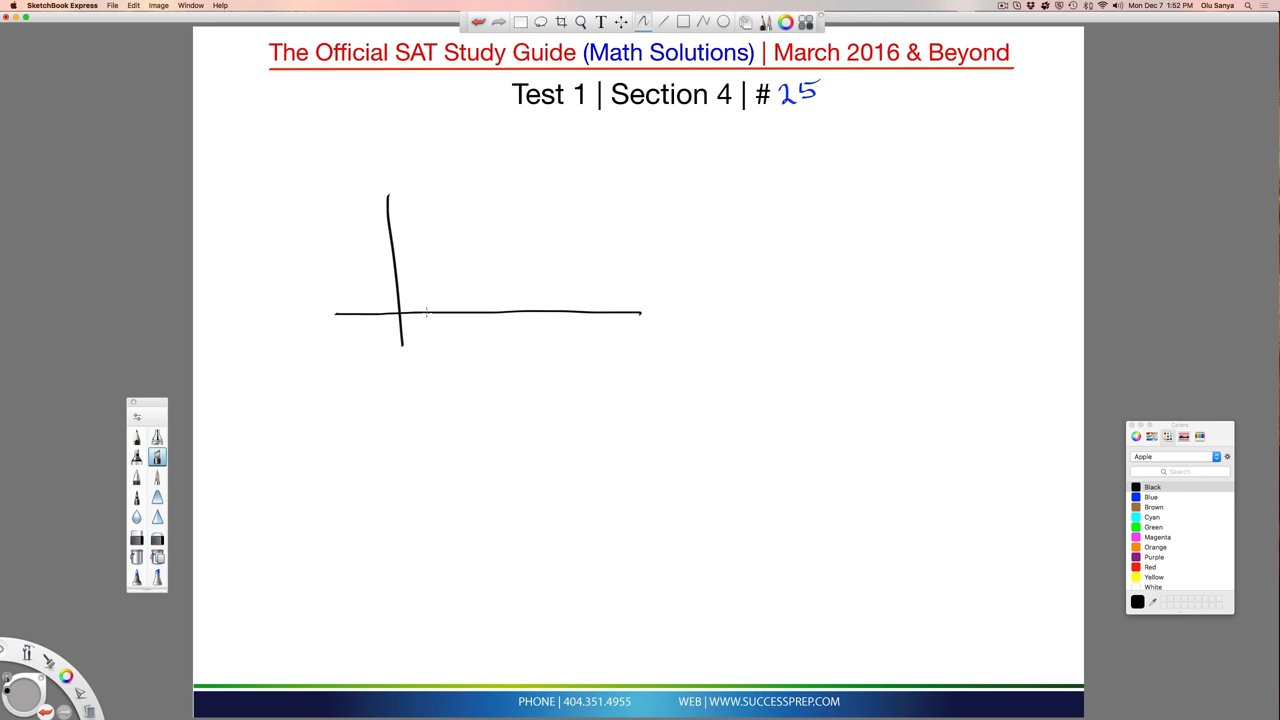 SketchBook Express File Edit Image Window Help Mon Dec 7 1:52 PM Olu Sanya
The Official SAT Study Guide (Math Solutions) | March 2016 & Beyond
Test 1 | Section 4 | # 25
Colors
Apple
Search
Black
Blue
Brown
Cyan
Green
Magenta
Orange
Purple
Red
Yellow
White
PHONE | 404.351.4955 WEB | WWW.SUCCESSPREP.COM